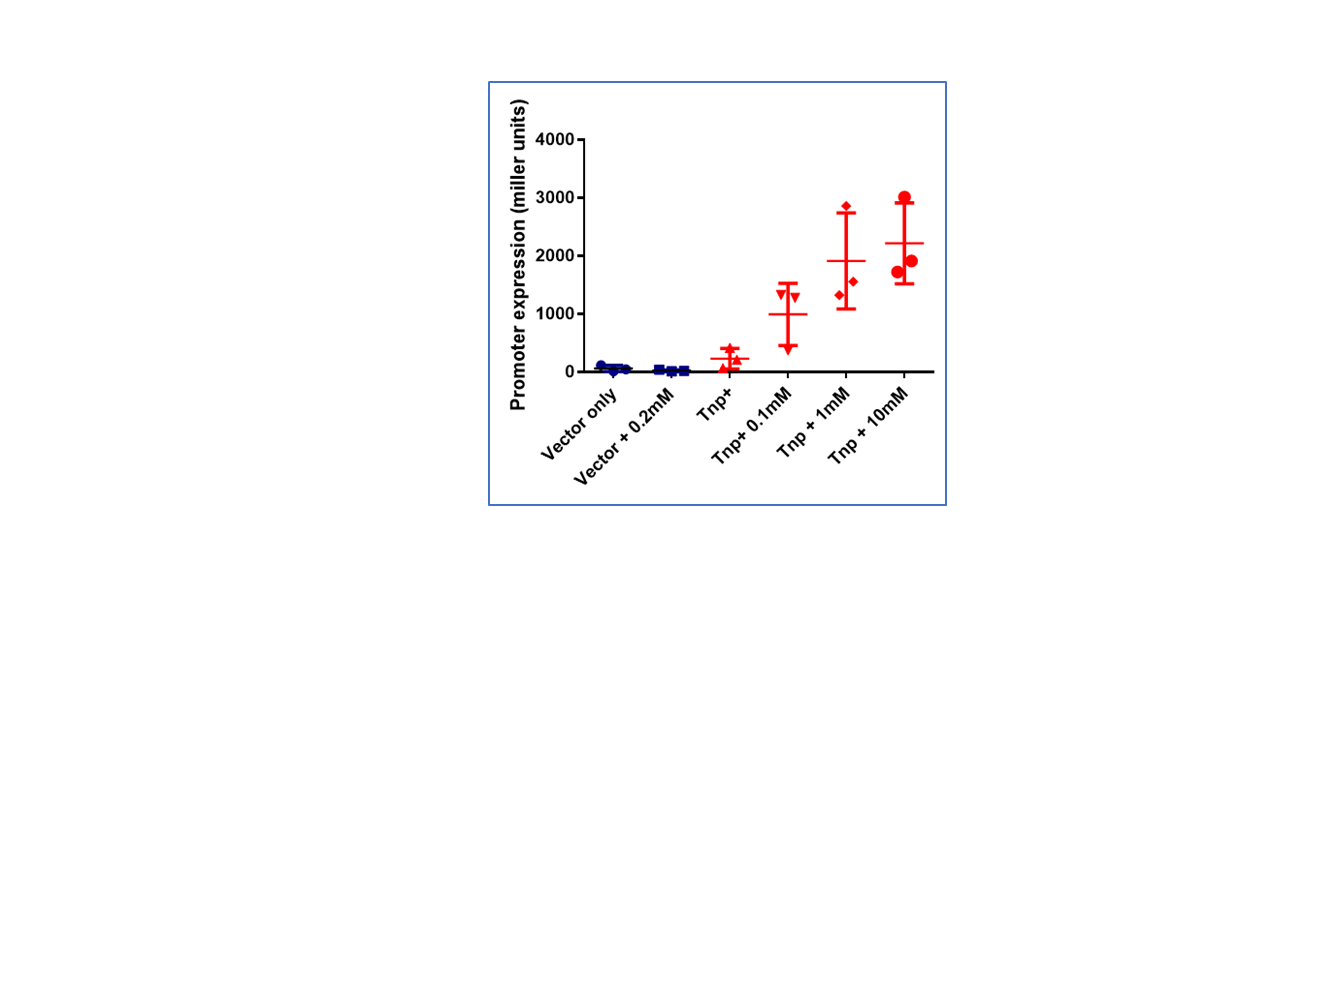 Promoter expression (miller units)
4000
3000
2000
1000
0
Vector only
Vector + 0.2mM
Tnp+
Tnp+ 0.1mM
Tnp + 1mM
Tnp + 10mM